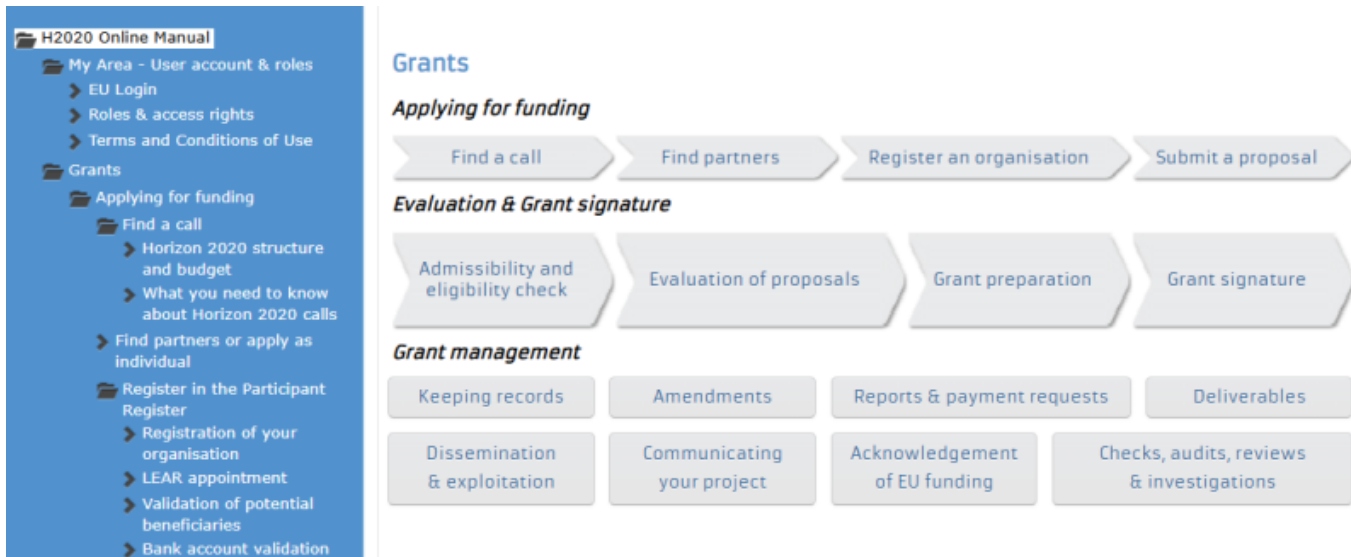 H2020 Online Manual
My Area - User account & roles
EU Login
Roles & access rights
Terms and Conditions of Use
Grants
Applying for funding
Find a call
Horizon 2020 structure
and budget
What you need to know
about Horizon 2020 calls
Find partners or apply as
individual
Register in the Participant
Register
Registration of your
organisation
LEAR appointment
Validation of potential
beneficiaries
Bank account validation
Grants
Applying for funding
Find a call
Find partners
Register an organisation
Submit a proposal
Evaluation & Grant signature
Admissibility and
eligibility check
Evaluation of proposals
Grant preparation
Grant signature
Grant management
Keeping records
Amendments
Reports & payment requests
Deliverables
Dissemination
& exploitation
Communicating
your project
Acknowledgement
of EU funding
Checks, audits, reviews
& investigations